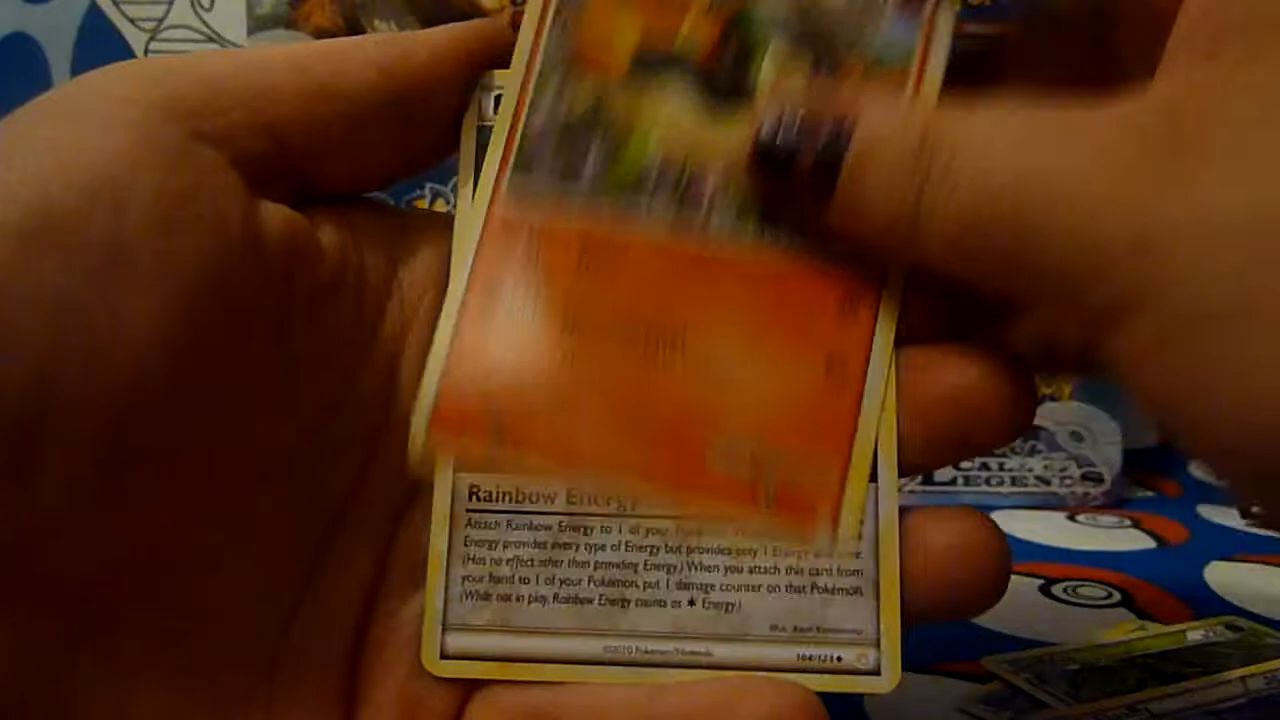 Rainbow Energy
Attach Rainbow Energy to 1 of your
Energy provides every type of Energy but provides only 1 Energy
(Has no effect other than providing Energy.) When you attach this card from
your hand to 1 of your Pokémon, put 1 damage counter on that Pokémon.
(While not in play, Rainbow Energy counts as Energy.)
©2010 Pokémon/Nintendo
104/123
CALL
LEGENDS